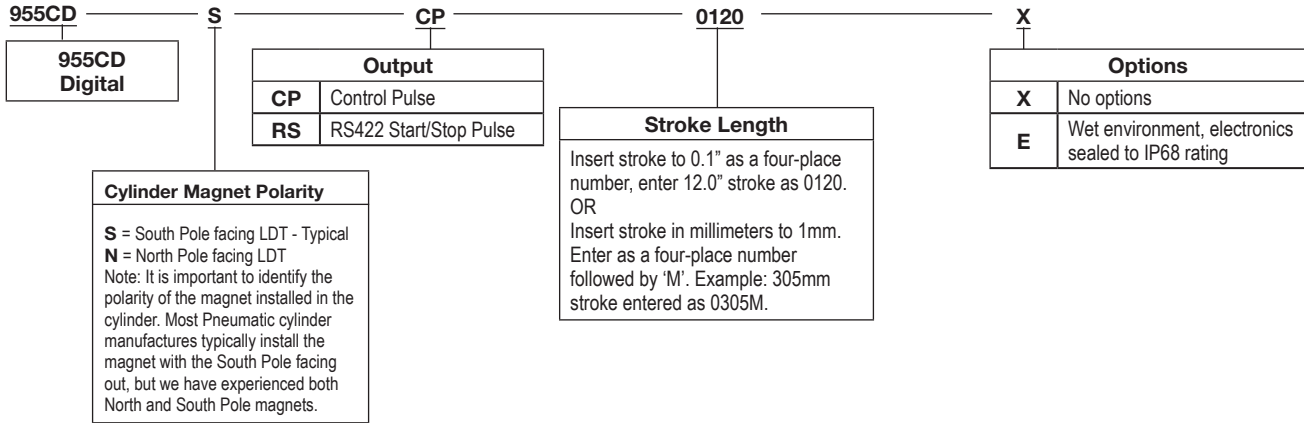 955CD S CP 0120 X
955CD
Digital
Output
CP Control Pulse
RS RS422 Start/Stop Pulse
Options
X No options
E Wet environment, electronics
sealed to IP68 rating
Stroke Length
Insert stroke to 0.1” as a four-place
number, enter 12.0” stroke as 0120.
OR
Insert stroke in millimeters to 1mm.
Enter as a four-place number
followed by ‘M’. Example: 305mm
stroke entered as 0305M.
Cylinder Magnet Polarity
S = South Pole facing LDT - Typical
N = North Pole facing LDT
Note: It is important to identify the
polarity of the magnet installed in the
cylinder. Most Pneumatic cylinder
manufactures typically install the
magnet with the South Pole facing
out, but we have experienced both
North and South Pole magnets.